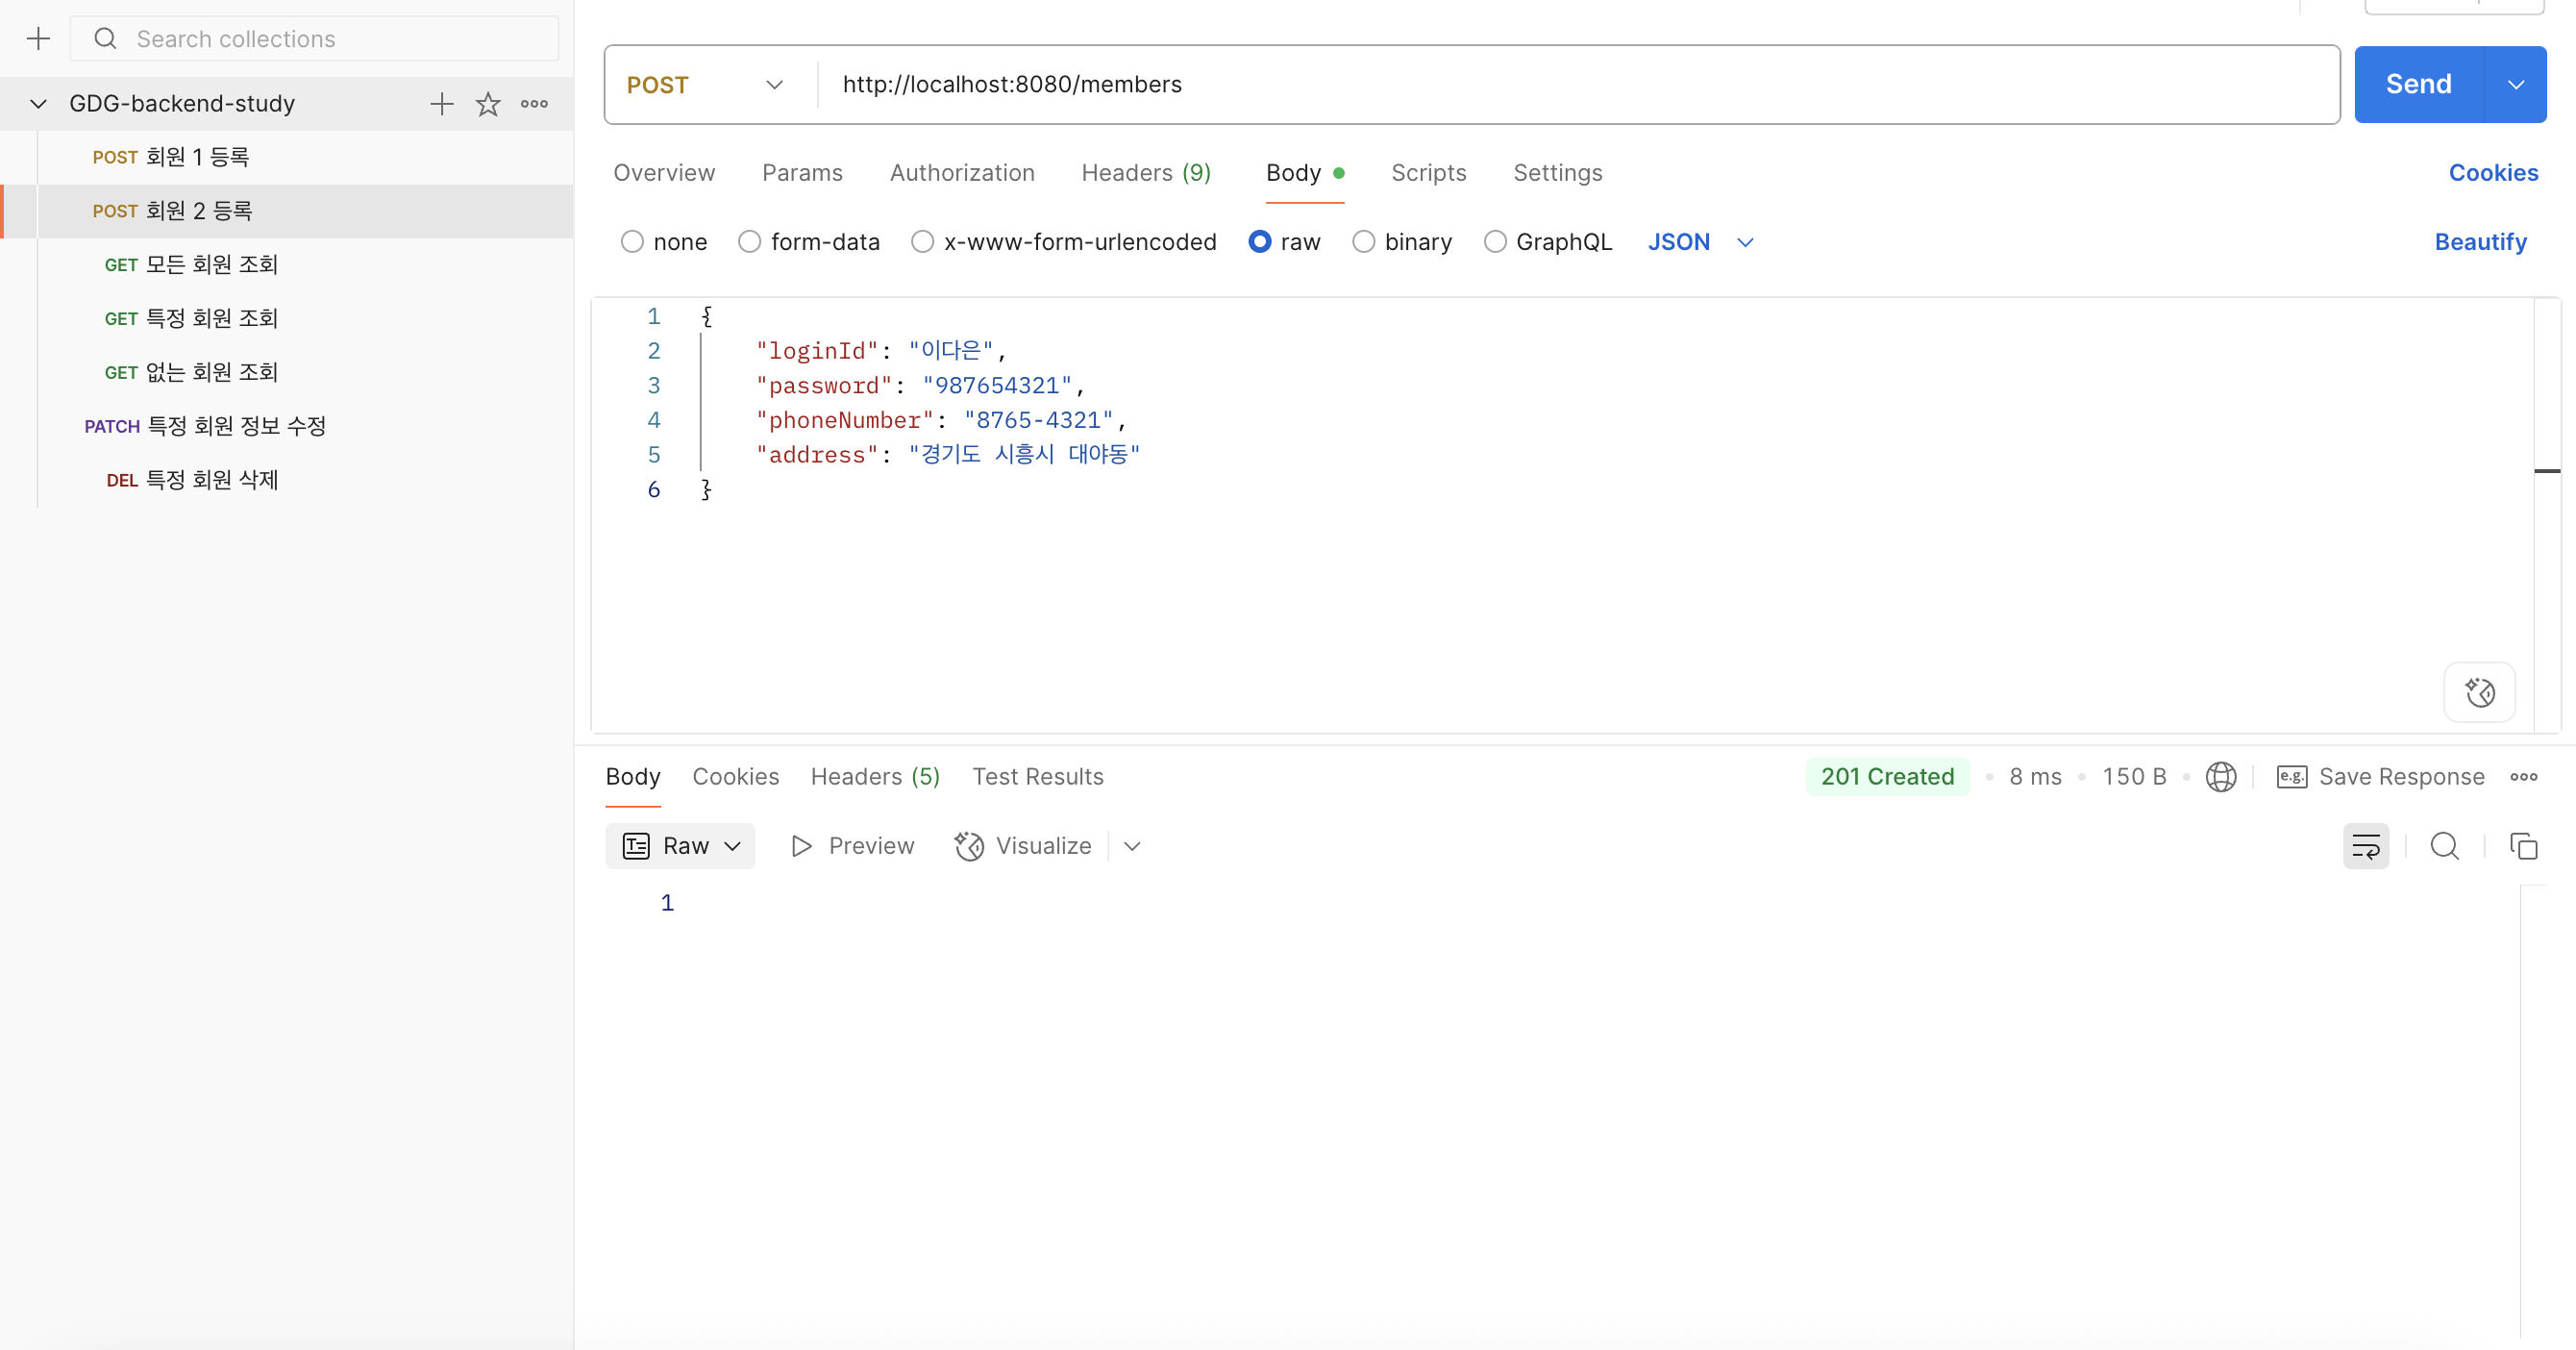 Search collections
GDG-backend-study
POST 회원 1 등록
POST 회원 2 등록
GET 모든 회원 조회
GET 특정 회원 조회
GET 없는 회원 조회
PATCH 특정 회원 정보 수정
DEL 특정 회원 삭제
POST http://localhost:8080/members Send
Overview Params Authorization Headers (9) Body Scripts Settings Cookies
none form-data x-www-form-urlencoded raw binary GraphQL JSON Beautify
1 {
2 "loginId": "이다은",
3 "password": "987654321",
4 "phoneNumber": "8765-4321",
5 "address": "경기도 시흥시 대야동"
6 }
Body Cookies Headers (5) Test Results 201 Created 8 ms 150 B e.g. Save Response
Raw Preview Visualize
1